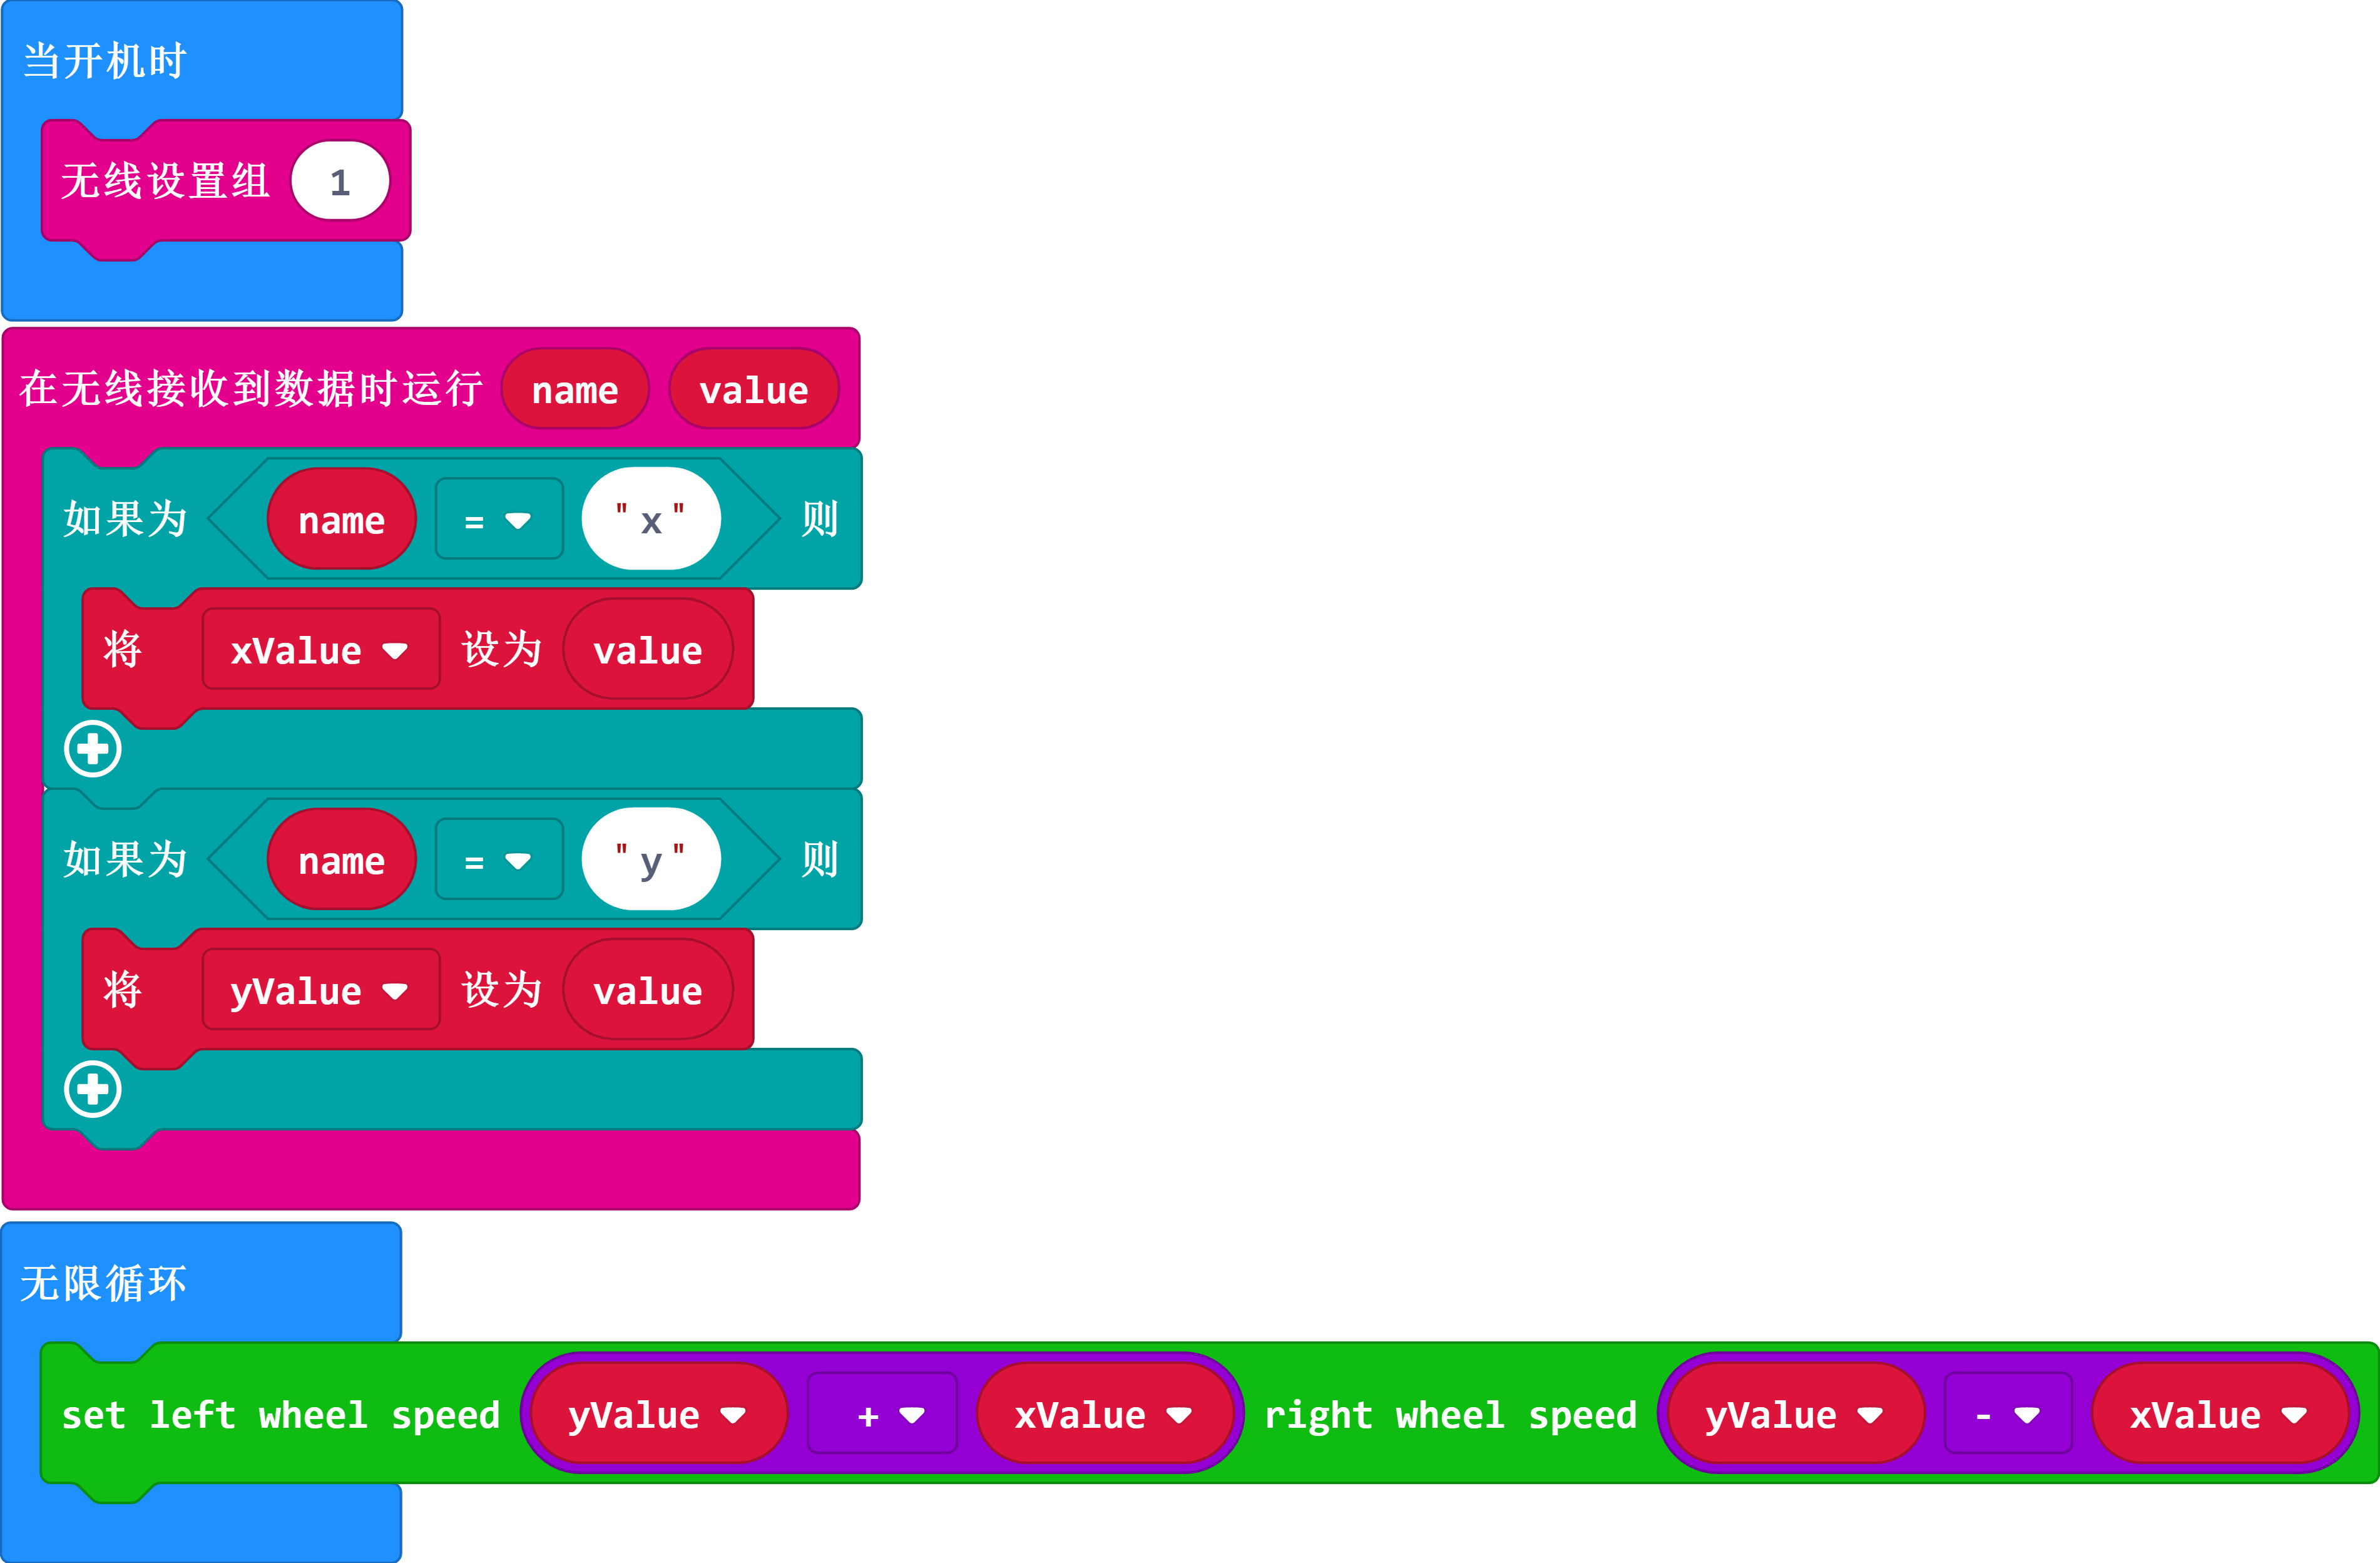 当开机时
无线设置组 1
在无线接收到数据时运行 name value
如果为 name = "x" 则
将 xValue 设为 value
如果为 name = "y" 则
将 yValue 设为 value
无限循环
set left wheel speed yValue + xValue right wheel speed yValue - xValue